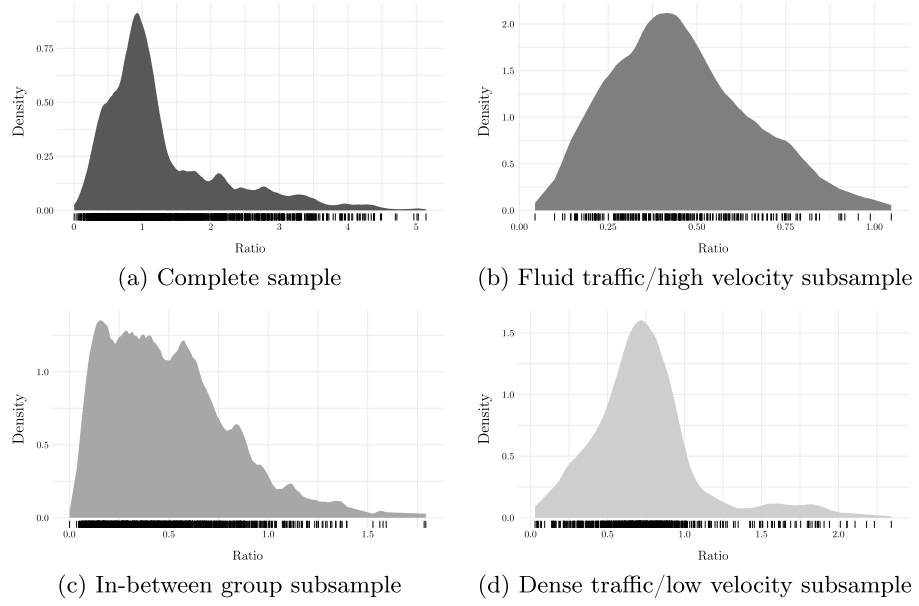 Density
0.75
0.50
0.25
0.00
0 1 2 3 4 5
Ratio
(a) Complete sample
Density
2.0
1.5
1.0
0.5
0.0
0.00 0.25 0.50 0.75 1.00
Ratio
(b) Fluid traffic/high velocity subsample
Density
1.0
0.5
0.0
0.0 0.5 1.0 1.5
Ratio
(c) In-between group subsample
Density
1.5
1.0
0.5
0.0
0.0 0.5 1.0 1.5 2.0
Ratio
(d) Dense traffic/low velocity subsample